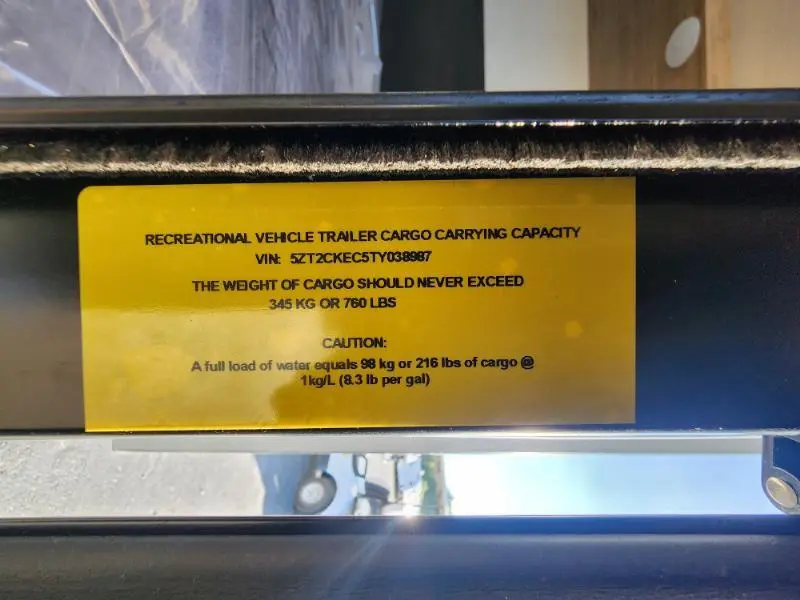 RECREATIONAL VEHICLE TRAILER CARGO CARRYING CAPACITY
VIN: 5ZT2CKEC5TY038987
THE WEIGHT OF CARGO SHOULD NEVER EXCEED
345 KG OR 760 LBS
CAUTION:
A full load of water equals 98 kg or 216 lbs of cargo @
1kg/L (8.3 lb per gal)